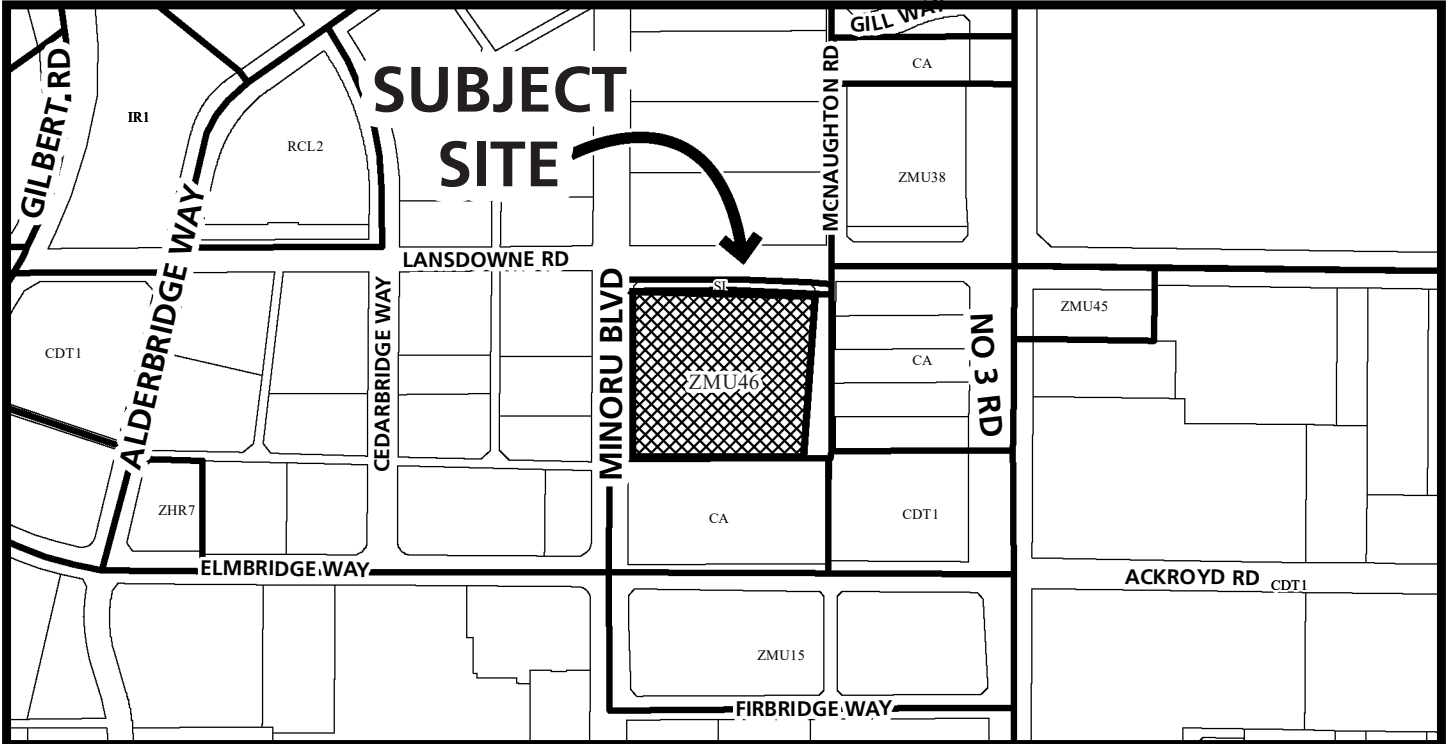 GILL WAY
GILBERT RD
IR1
RCL2
SUBJECT
SITE
MCNAUGHTON RD
CA
ZMU38
ALDERBRIDGE WAY
LANSDOWNE RD
CEDARBRIDGE WAY
MINORU BLVD
SI
ZMU46
CA
NO 3 RD
ZMU45
CDT1
ZHR7
CA
CDT1
ELMBRIDGE WAY
ACKROYD RD
CDT1
ZMU15
FIRBRIDGE WAY